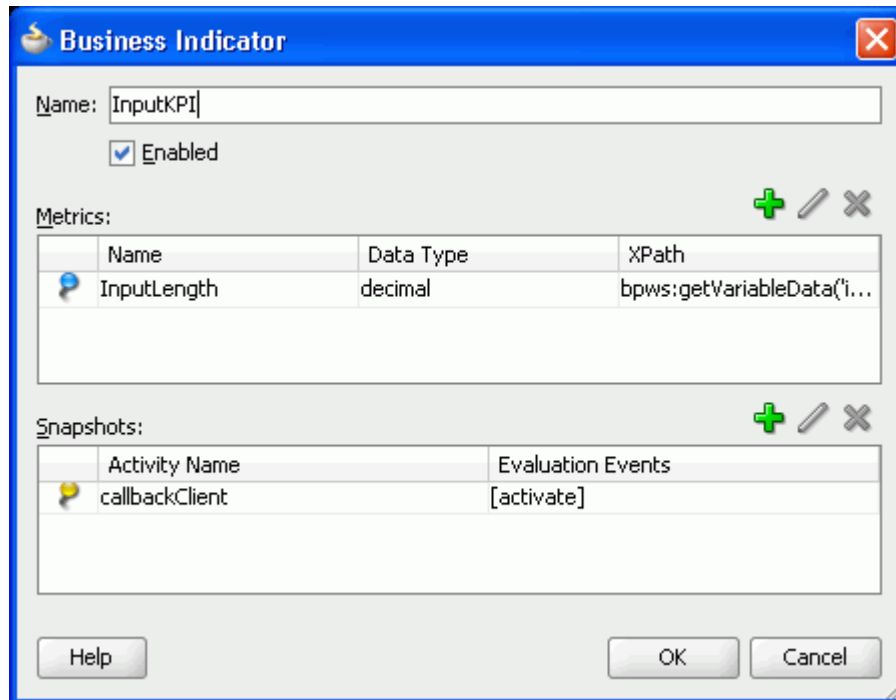 Business Indicator
Name: InputKPI
Enabled
Metrics:
Name Data Type XPath
InputLength decimal bpws:getVariableData('i...
Snapshots:
Activity Name Evaluation Events
callbackClient [activate]
Help OK Cancel